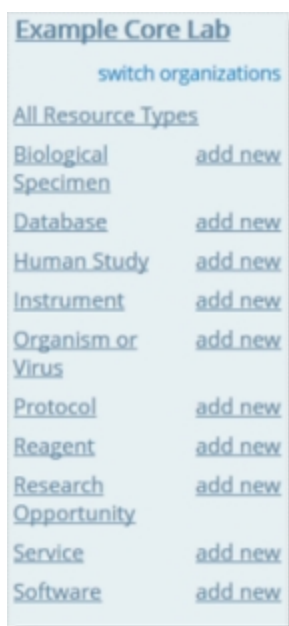 Example Core Lab
switch organizations
All Resource Types
Biological Specimen add new
Database add new
Human Study add new
Instrument add new
Organism or Virus add new
Protocol add new
Reagent add new
Research Opportunity add new
Service add new
Software add new